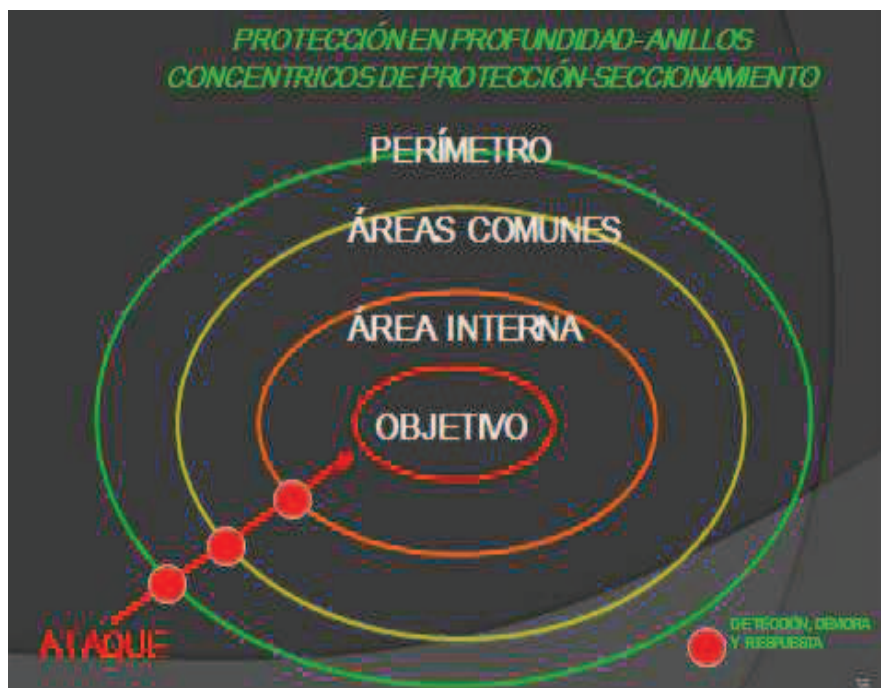 PROTECCIÓN EN PROFUNDIDAD-ANILLOS
CONCENTRICOS DE PROTECCIÓN-SECCIONAMIENTO
PERÍMETRO
ÁREAS COMUNES
ÁREA INTERNA
OBJETIVO
ATAQUE
DETECCIÓN, DEMORA
Y RESPUESTA